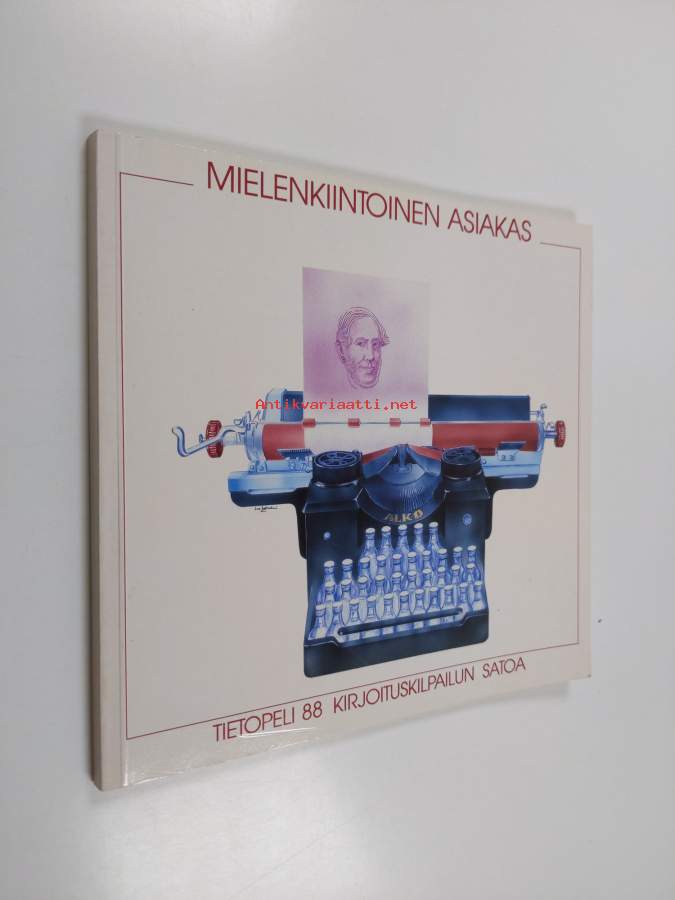 MIELENKIINTOINEN ASIAKAS
Antikvariaatti.net
ALKO
TIETOPELI 88 KIRJOITUSKILPAILUN SATOA